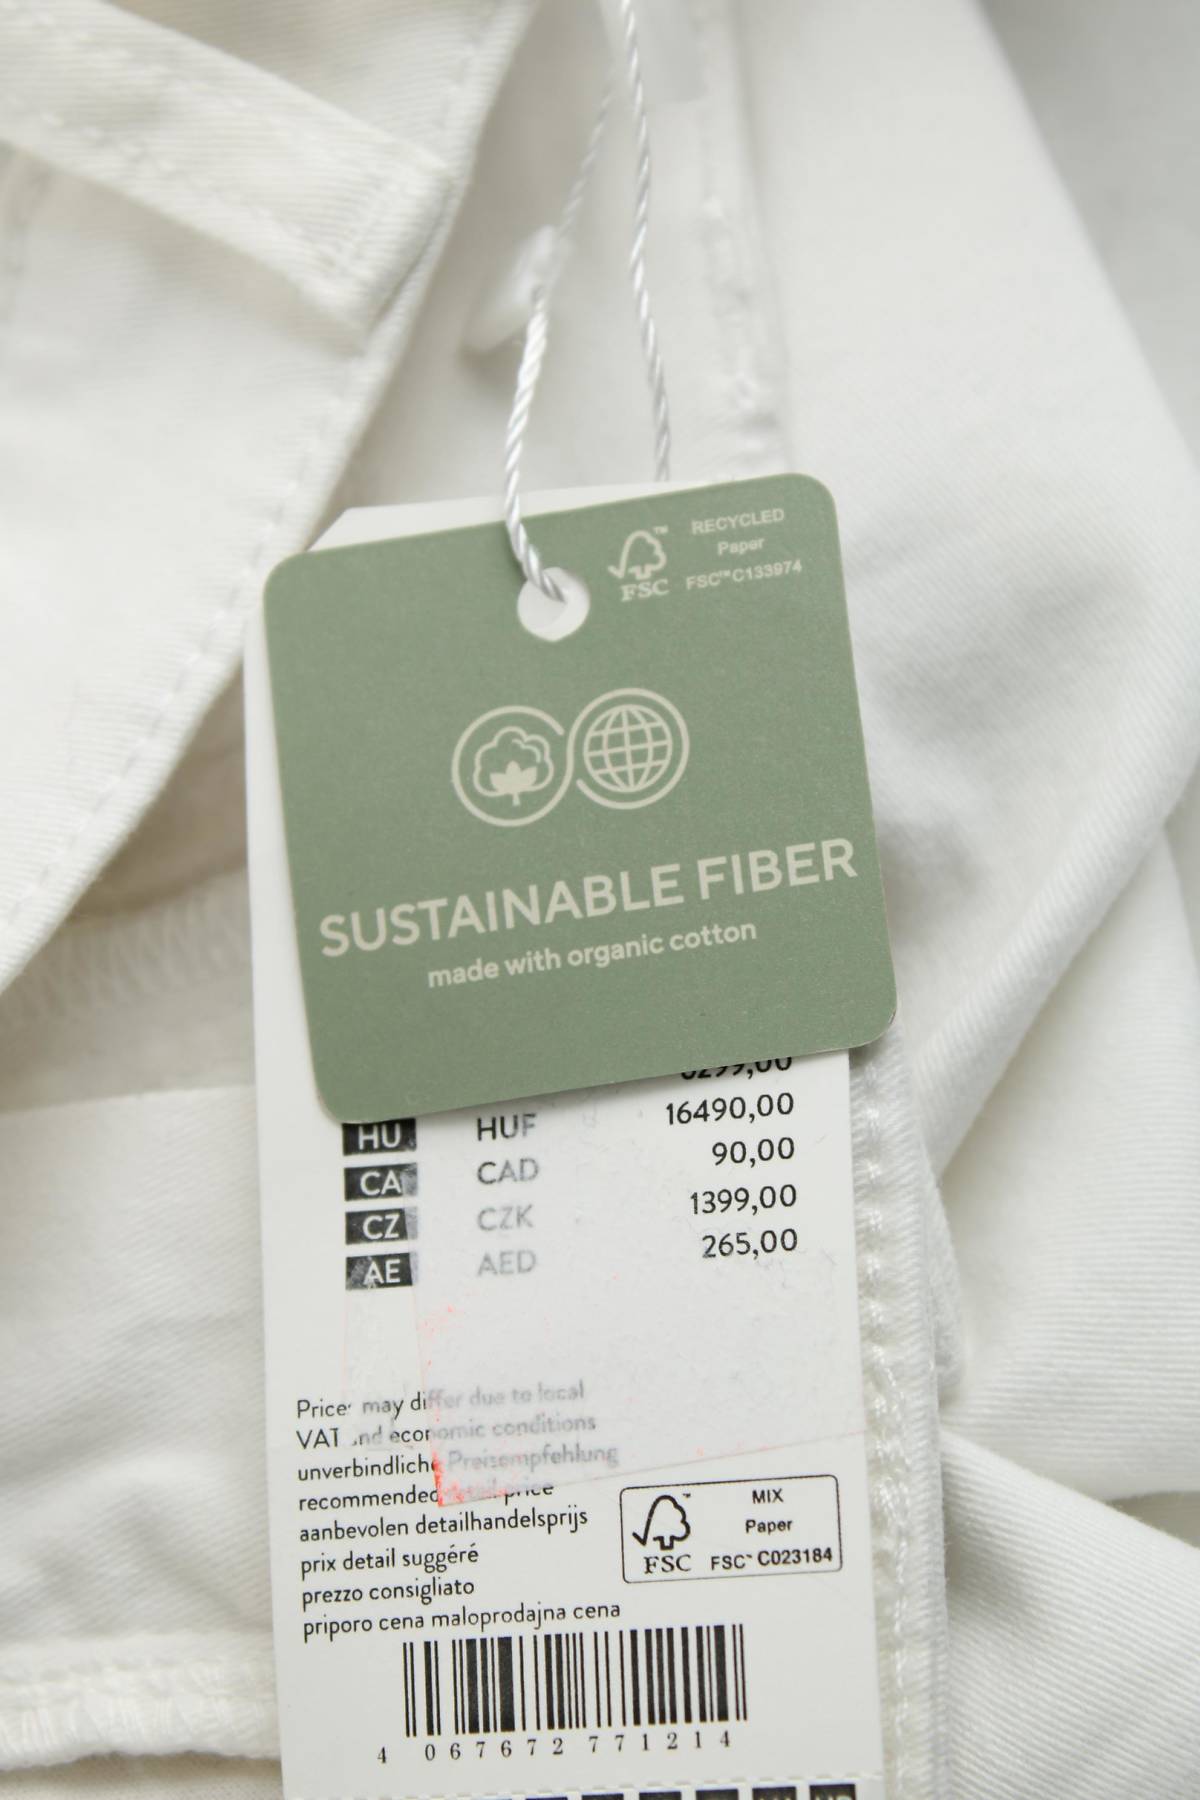 RECYCLED
Paper
FSC™ C133974
FSC
SUSTAINABLE FIBER
made with organic cotton
HU HUF 16490,00
CA CAD 90,00
CZ CZK 1399,00
AE AED 265,00
Prices may differ due to local
VAT and economic conditions
unverbindliche Preisempfehlung
recommended retail price
aanbevolen detailhandelsprijs
prix detail suggéré
prezzo consigliato
priporo cena maloprodajna cena
MIX
Paper
FSC™ C023184
FSC
4 067672 771214